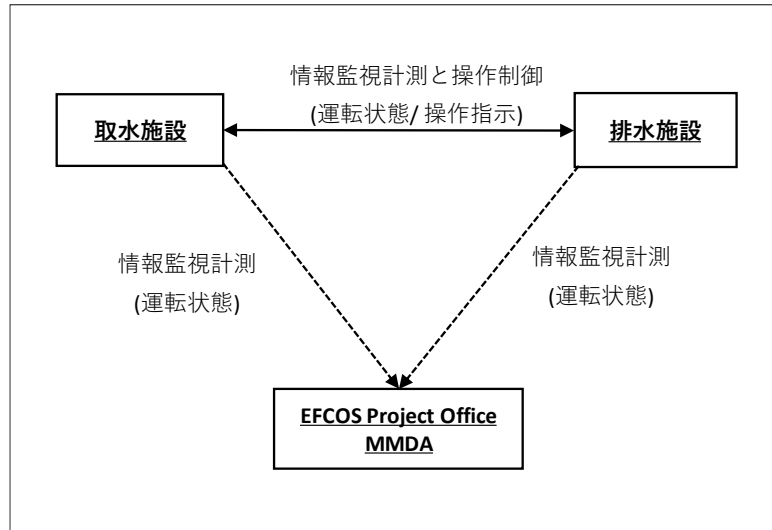 情報監視計測と操作制御
(運転状態/ 操作指示)
取水施設
排水施設
情報監視計測
(運転状態)
情報監視計測
(運転状態)
EFCOS Project Office
MMDA